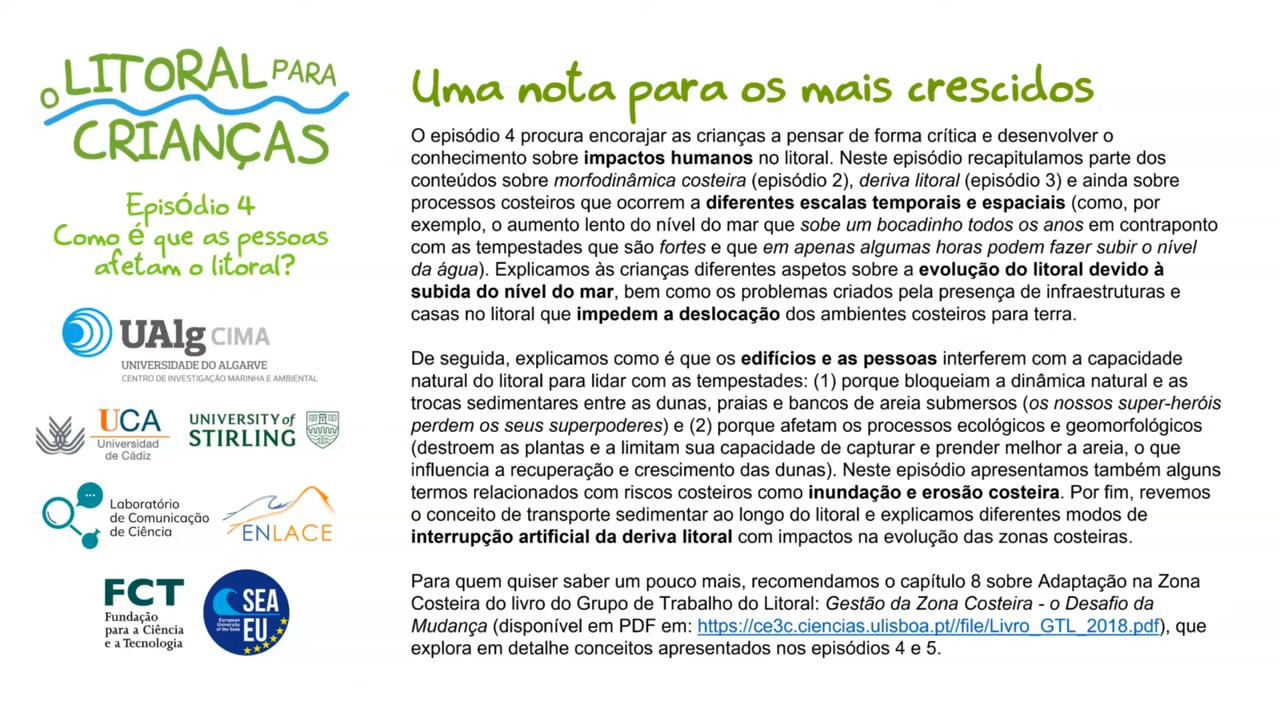 O LITORAL PARA
CRIANÇAS
Episódio 4
Como é que as pessoas
afetam o litoral?
UAlg CIMA
UNIVERSIDADE DO ALGARVE
CENTRO DE INVESTIGAÇÃO MARINHA E AMBIENTAL
UCA
Universidad
de Cádiz
UNIVERSITY of
STIRLING
Laboratório
de Comunicação
de Ciência
ENLACE
FCT
Fundação
para a Ciência
e a Tecnologia
SEA
European
University
of the Seas
EU
Uma nota para os mais crescidos
O episódio 4 procura encorajar as crianças a pensar de forma crítica e desenvolver o
conhecimento sobre impactos humanos no litoral. Neste episódio recapitulamos parte dos
conteúdos sobre morfodinâmica costeira (episódio 2), deriva litoral (episódio 3) e ainda sobre
processos costeiros que ocorrem a diferentes escalas temporais e espaciais (como, por
exemplo, o aumento lento do nível do mar que sobe um bocadinho todos os anos em contraponto
com as tempestades que são fortes e que em apenas algumas horas podem fazer subir o nível
da água). Explicamos às crianças diferentes aspetos sobre a evolução do litoral devido à
subida do nível do mar, bem como os problemas criados pela presença de infraestruturas e
casas no litoral que impedem a deslocação dos ambientes costeiros para terra.
De seguida, explicamos como é que os edifícios e as pessoas interferem com a capacidade
natural do litoral para lidar com as tempestades: (1) porque bloqueiam a dinâmica natural e as
trocas sedimentares entre as dunas, praias e bancos de areia submersos (os nossos super-heróis
perdem os seus superpoderes) e (2) porque afetam os processos ecológicos e geomorfológicos
(destroem as plantas e a limitam sua capacidade de capturar e prender melhor a areia, o que
influencia a recuperação e crescimento das dunas). Neste episódio apresentamos também alguns
termos relacionados com riscos costeiros como inundação e erosão costeira. Por fim, revemos
o conceito de transporte sedimentar ao longo do litoral e explicamos diferentes modos de
interrupção artificial da deriva litoral com impactos na evolução das zonas costeiras.
Para quem quiser saber um pouco mais, recomendamos o capítulo 8 sobre Adaptação na Zona
Costeira do livro do Grupo de Trabalho do Litoral: Gestão da Zona Costeira - o Desafio da
Mudança (disponível em PDF em: https://ce3c.ciencias.ulisboa.pt//file/Livro_GTL_2018.pdf), que
explora em detalhe conceitos apresentados nos episódios 4 e 5.